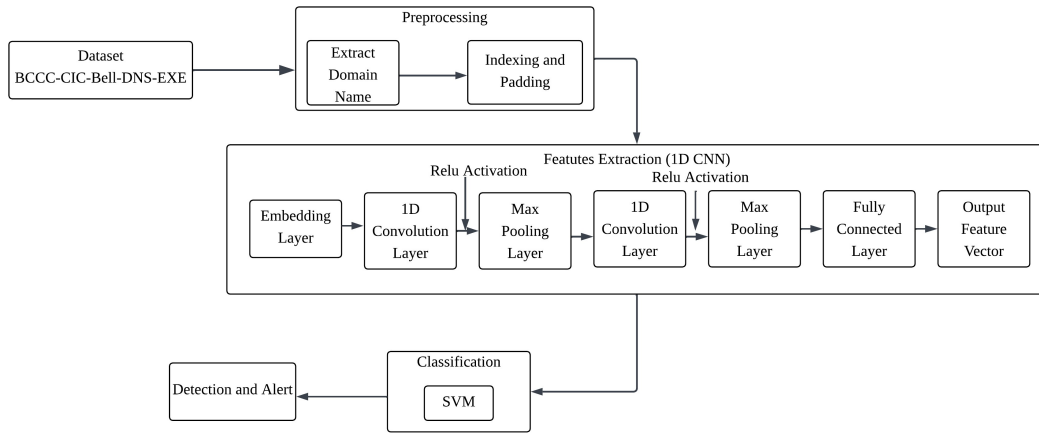 Preprocessing
Dataset
BCCC-CIC-Bell-DNS-EXE
Extract
Domain
Name
Indexing and
Padding
Featutes Extraction (1D CNN)
Relu Activation
Relu Activation
Embedding
Layer
1D
Convolution
Layer
Max
Pooling
Layer
1D
Convolution
Layer
Max
Pooling
Layer
Fully
Connected
Layer
Output
Feature
Vector
Classification
SVM
Detection and Alert